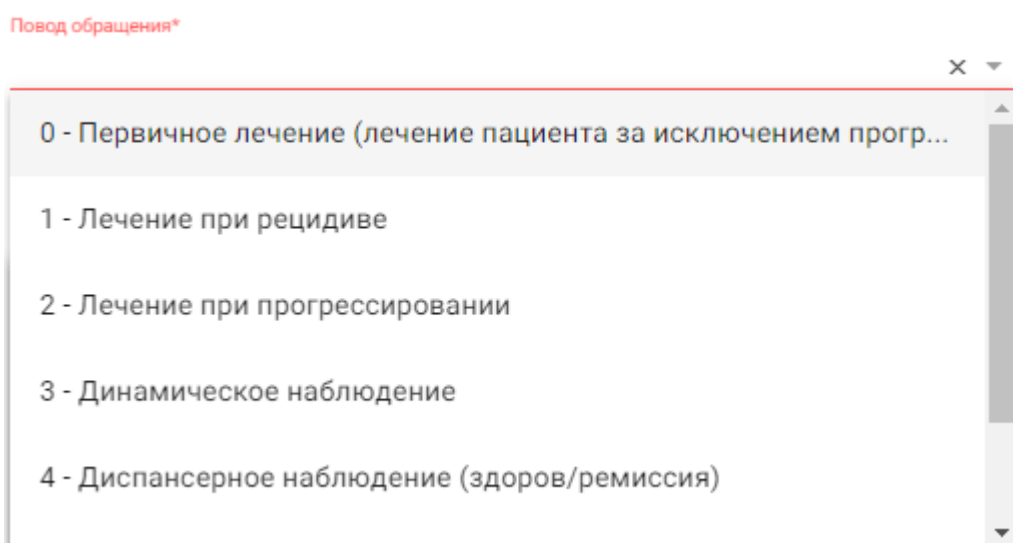 Повод обращения*
0 - Первичное лечение (лечение пациента за исключением прогр...
1 - Лечение при рецидиве
2 - Лечение при прогрессировании
3 - Динамическое наблюдение
4 - Диспансерное наблюдение (здоров/ремиссия)